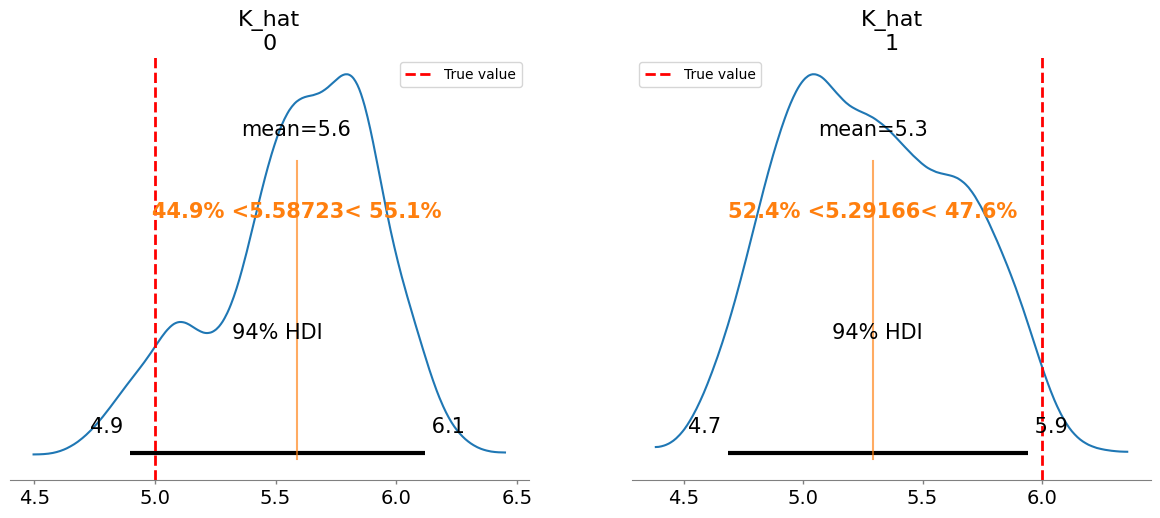 K_hat
0
True value
mean=5.6
44.9% <5.58723< 55.1%
94% HDI
4.9
6.1
4.5
5.0
5.5
6.0
6.5
K_hat
1
True value
mean=5.3
52.4% <5.29166< 47.6%
94% HDI
4.7
5.9
4.5
5.0
5.5
6.0